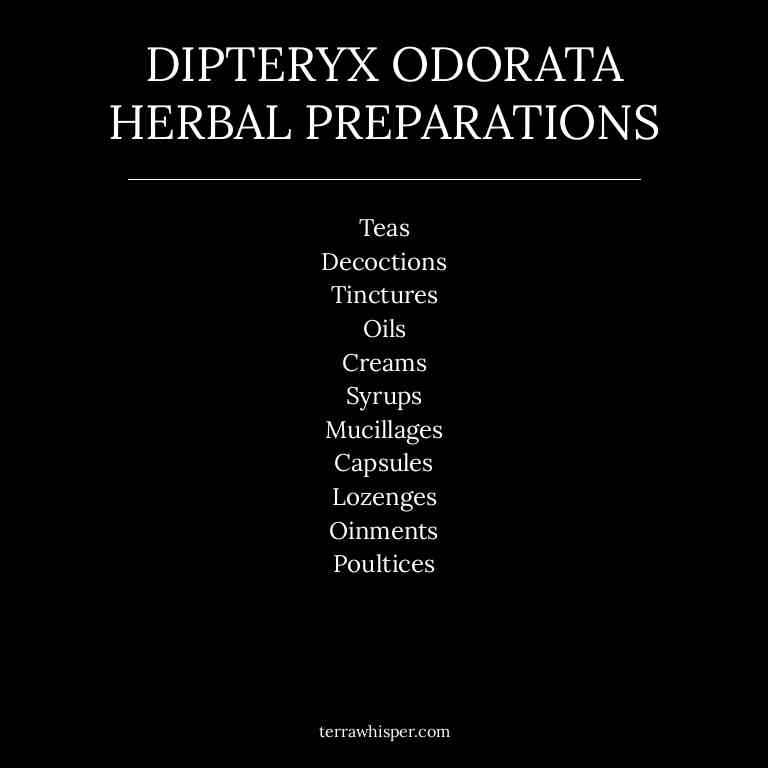 DIPTERYX ODORATA
HERBAL PREPARATIONS
Teas
Decoctions
Tinctures
Oils
Creams
Syrups
Mucillages
Capsules
Lozenges
Oinments
Poultices
terrawhisper.com